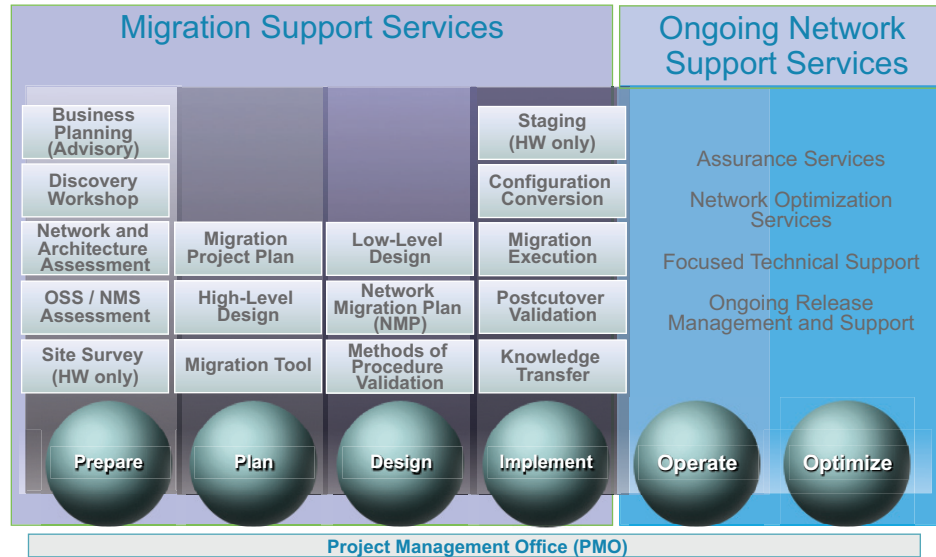 Migration Support Services
Ongoing Network
Support Services
Business
Planning
(Advisory)
Discovery
Workshop
Network and
Architecture
Assessment
OSS / NMS
Assessment
Site Survey
(HW only)
Migration
Project Plan
High-Level
Design
Migration Tool
Low-Level
Design
Network
Migration Plan
(NMP)
Methods of
Procedure
Validation
Staging
(HW only)
Configuration
Conversion
Migration
Execution
Postcutover
Validation
Knowledge
Transfer
Assurance Services
Network Optimization
Services
Focused Technical Support
Ongoing Release
Management and Support
Prepare
Plan
Design
Implement
Operate
Optimize
Project Management Office (PMO)